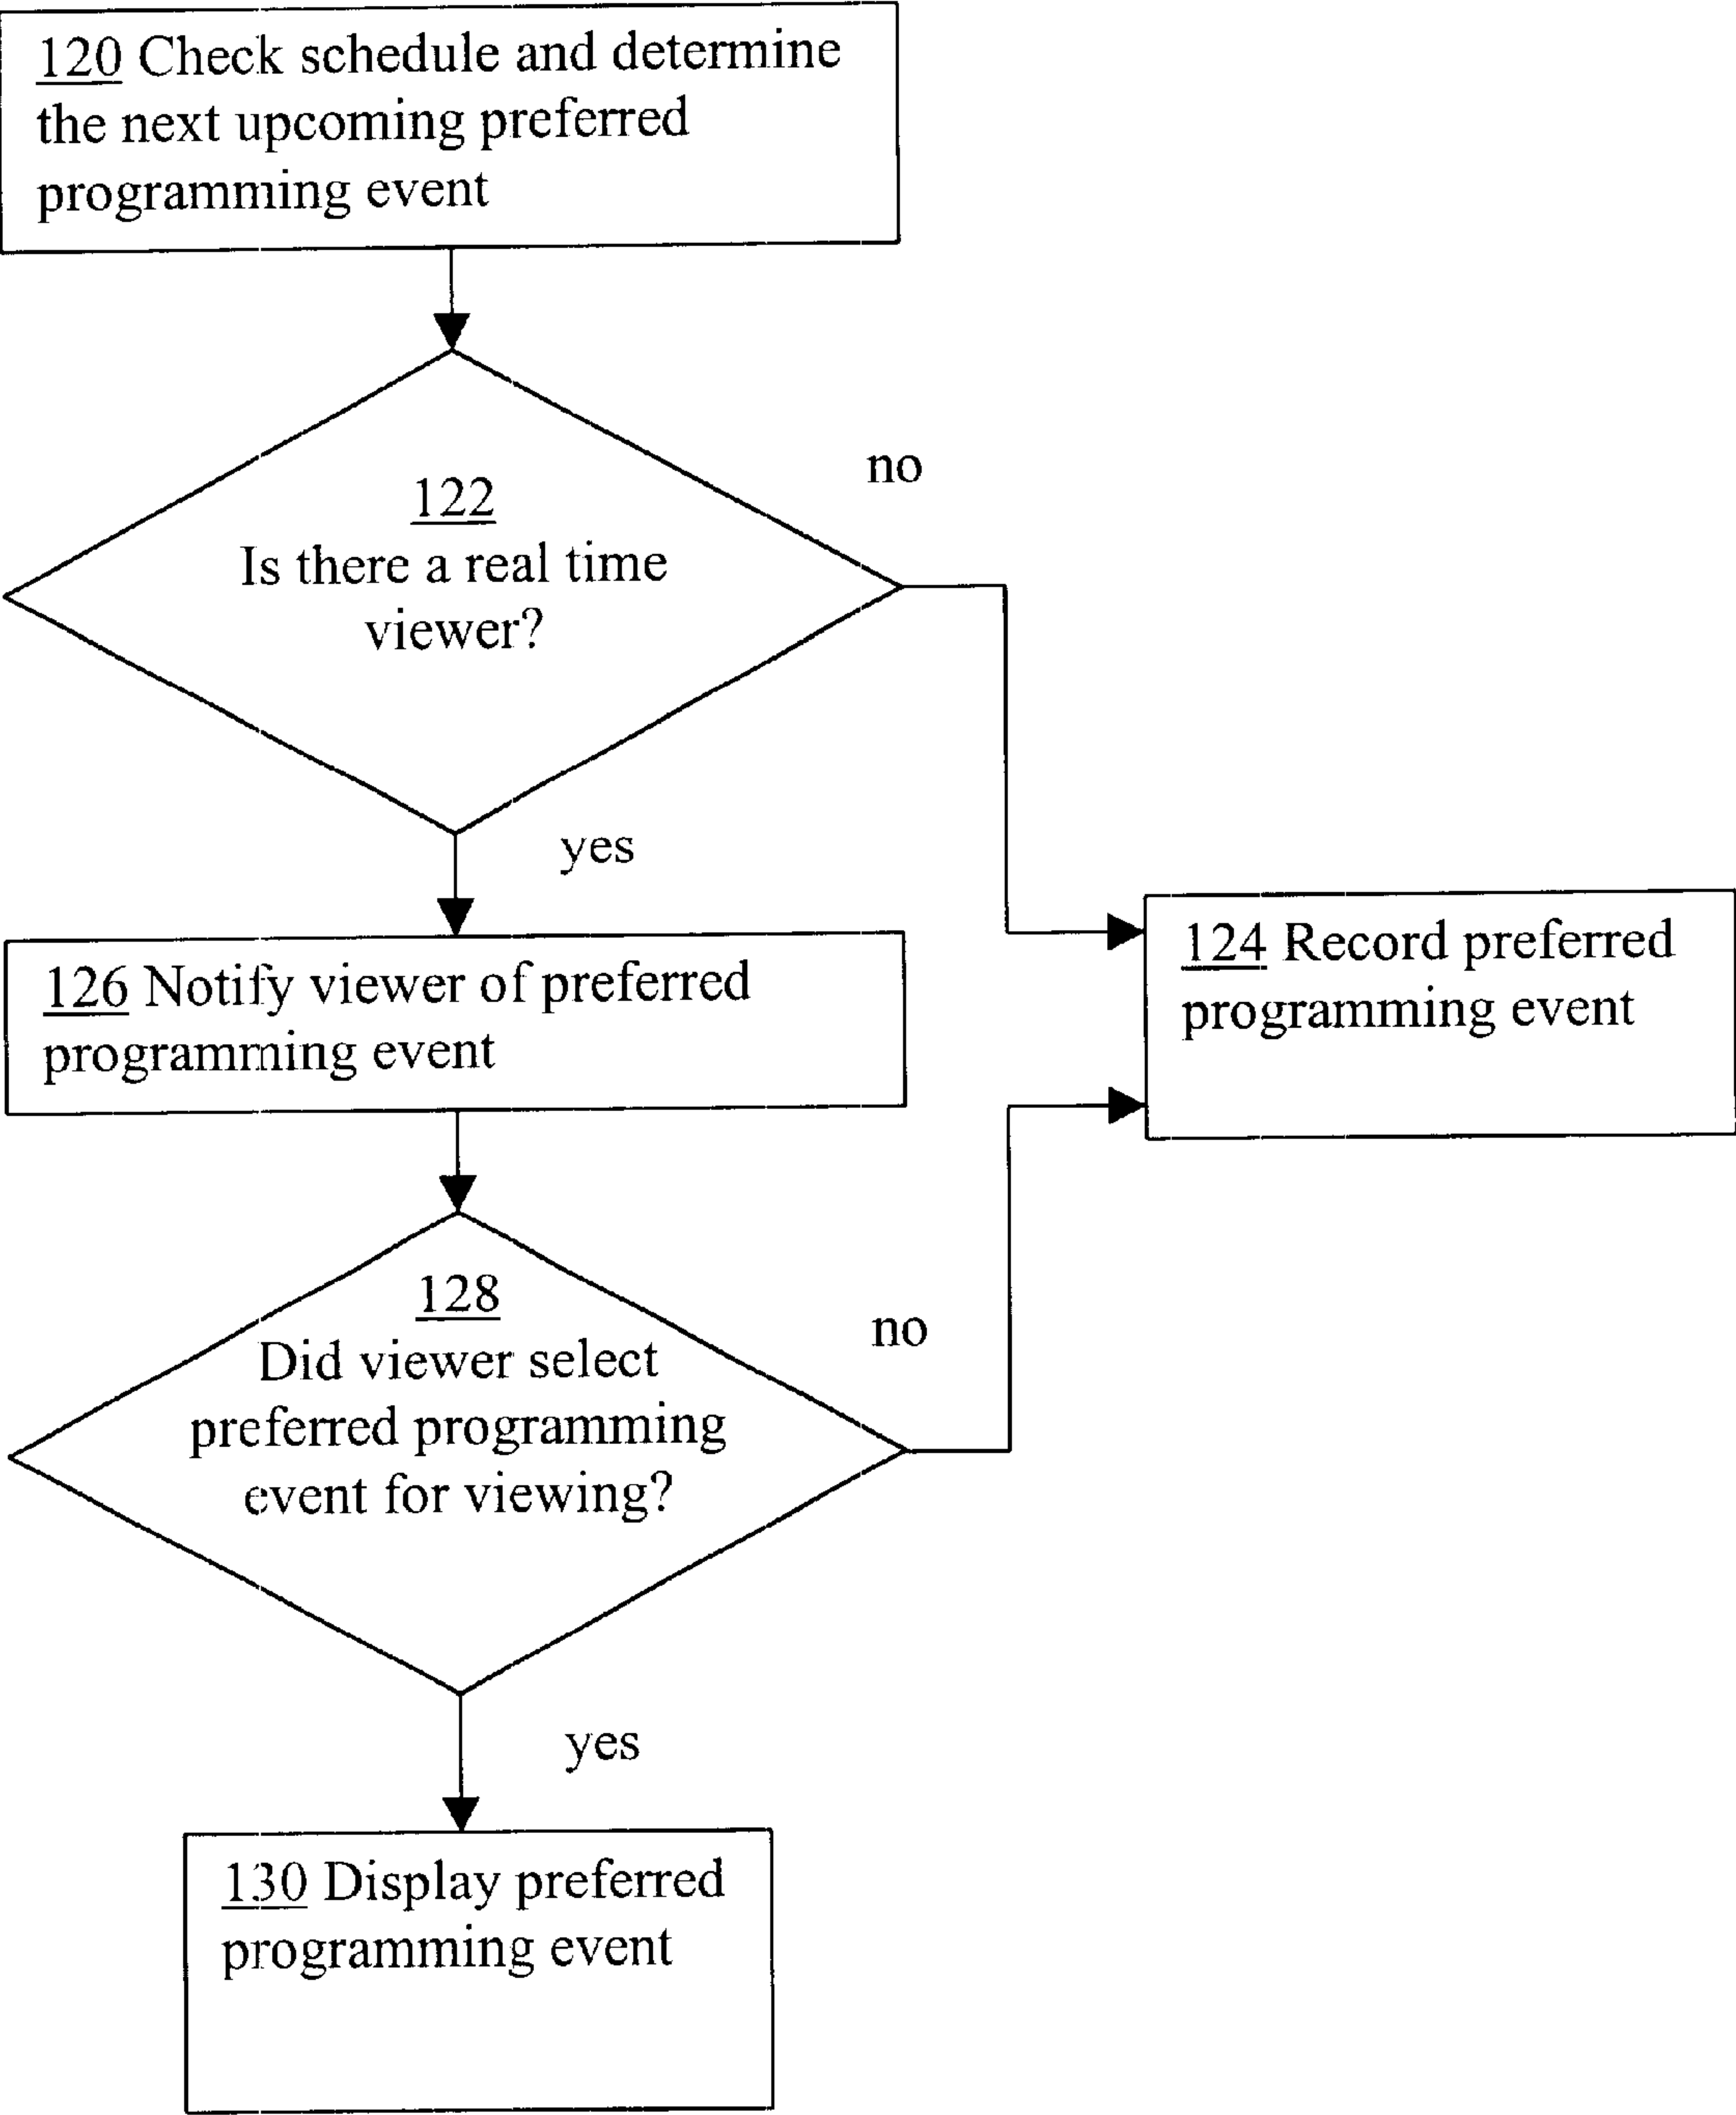 120 Check schedule and determine
the next upcoming preferred
programming event
no
122
Is there a real time
viewer?
yes
124 Record preferred
programming event
126 Notify viewer of preferred
programming event
128
Did viewer select
preferred programming
event for viewing?
no
yes
130 Display preferred
programming event